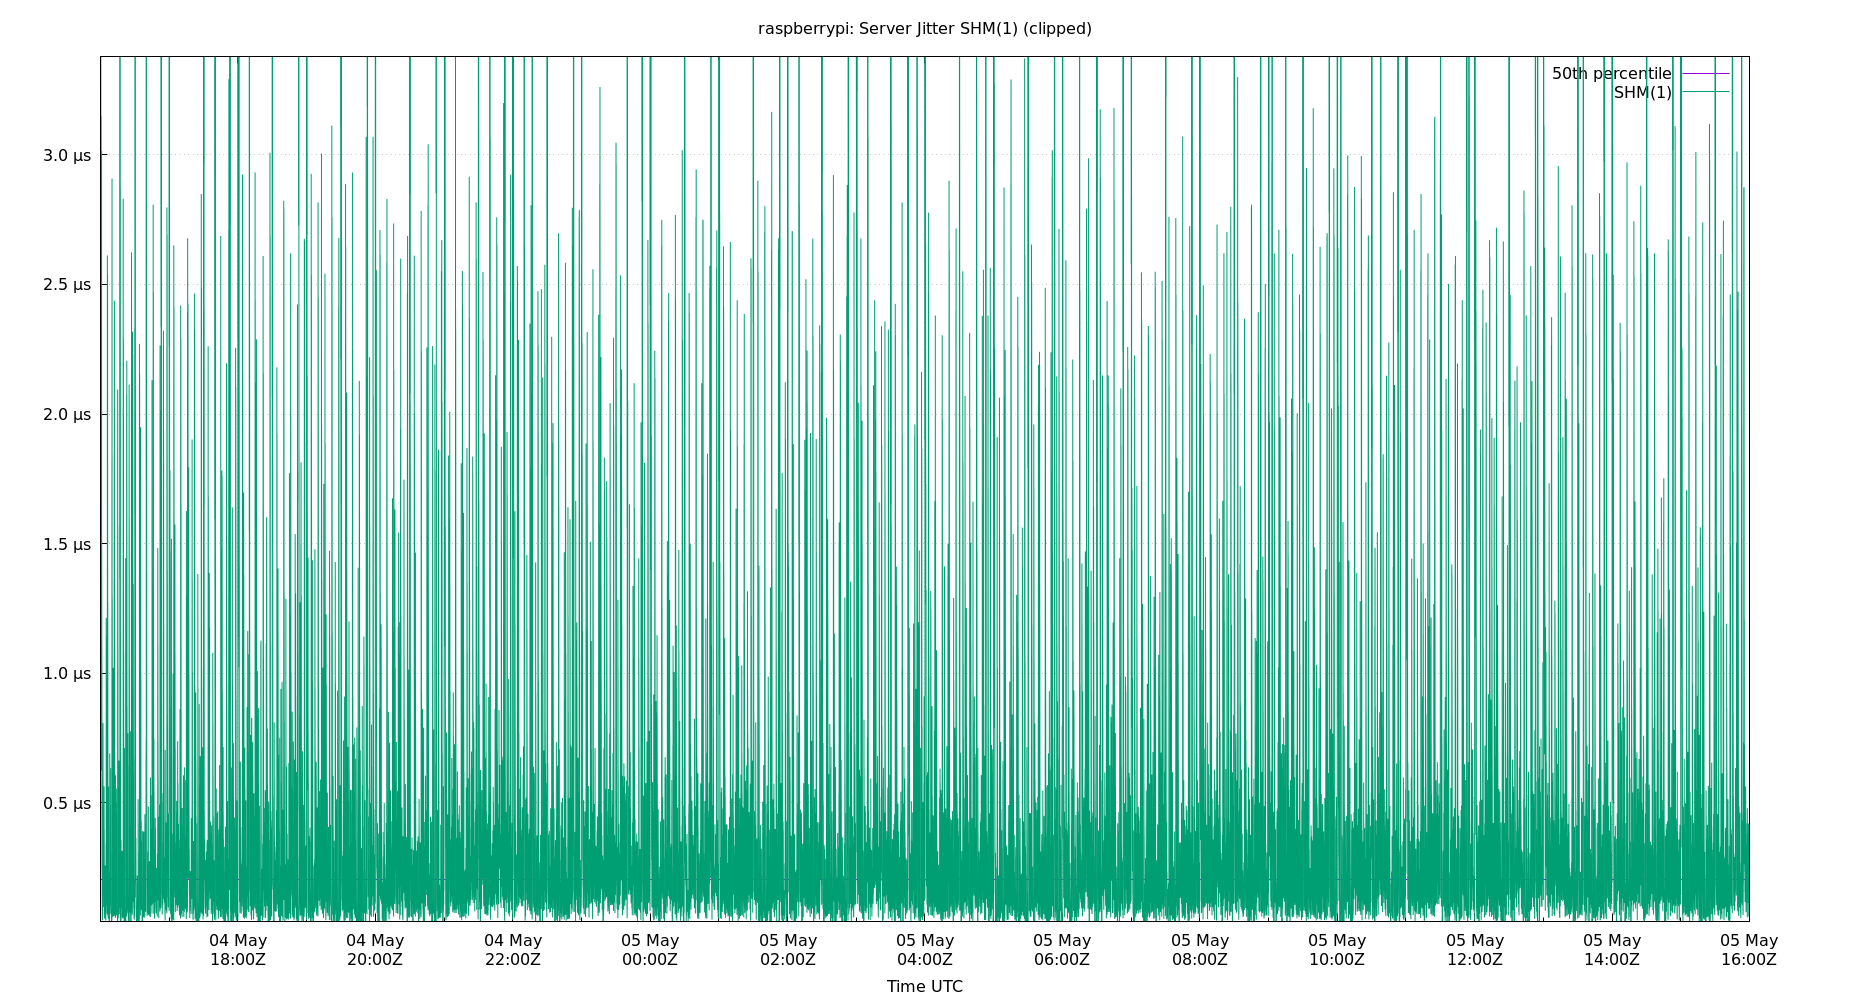 raspberrypi: Server Jitter SHM(1) (clipped)
50th percentile
SHM(1)
3.0 µs
2.5 µs
2.0 µs
1.5 µs
1.0 µs
0.5 µs
04 May 04 May 04 May 05 May 05 May 05 May 05 May 05 May 05 May 05 May 05 May 05 May
18:00Z 20:00Z 22:00Z 00:00Z 02:00Z 04:00Z 06:00Z 08:00Z 10:00Z 12:00Z 14:00Z 16:00Z
Time UTC